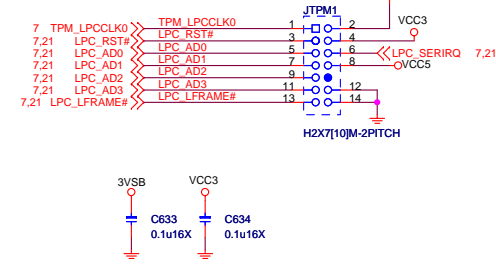 JTPM1
7 TPM_LPCCLK0 TPM_LPCCLK0 1 2 VCC3
7,21 LPC_RST# LPC_RST# 3 4
7,21 LPC_AD0 LPC_AD0 5 6 LPC_SERIRQ 7,21
7,21 LPC_AD1 LPC_AD1 7 8 VCC5
7,21 LPC_AD2 LPC_AD2 9
7,21 LPC_AD3 LPC_AD3 11 12
7,21 LPC_LFRAME# LPC_LFRAME# 13 14
H2X7[10]M-2PITCH
3VSB VCC3
C633 C634
0.1u16X 0.1u16X